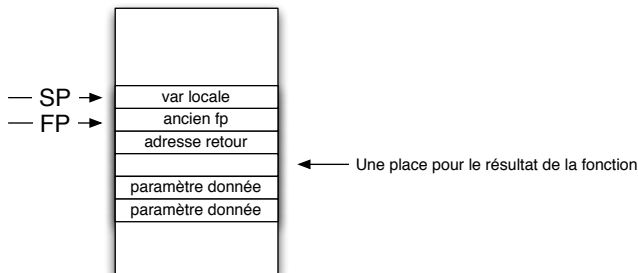 SP
var locale
FP
ancien fp
adresse retour
Une place pour le résultat de la fonction
paramètre donnée
paramètre donnée